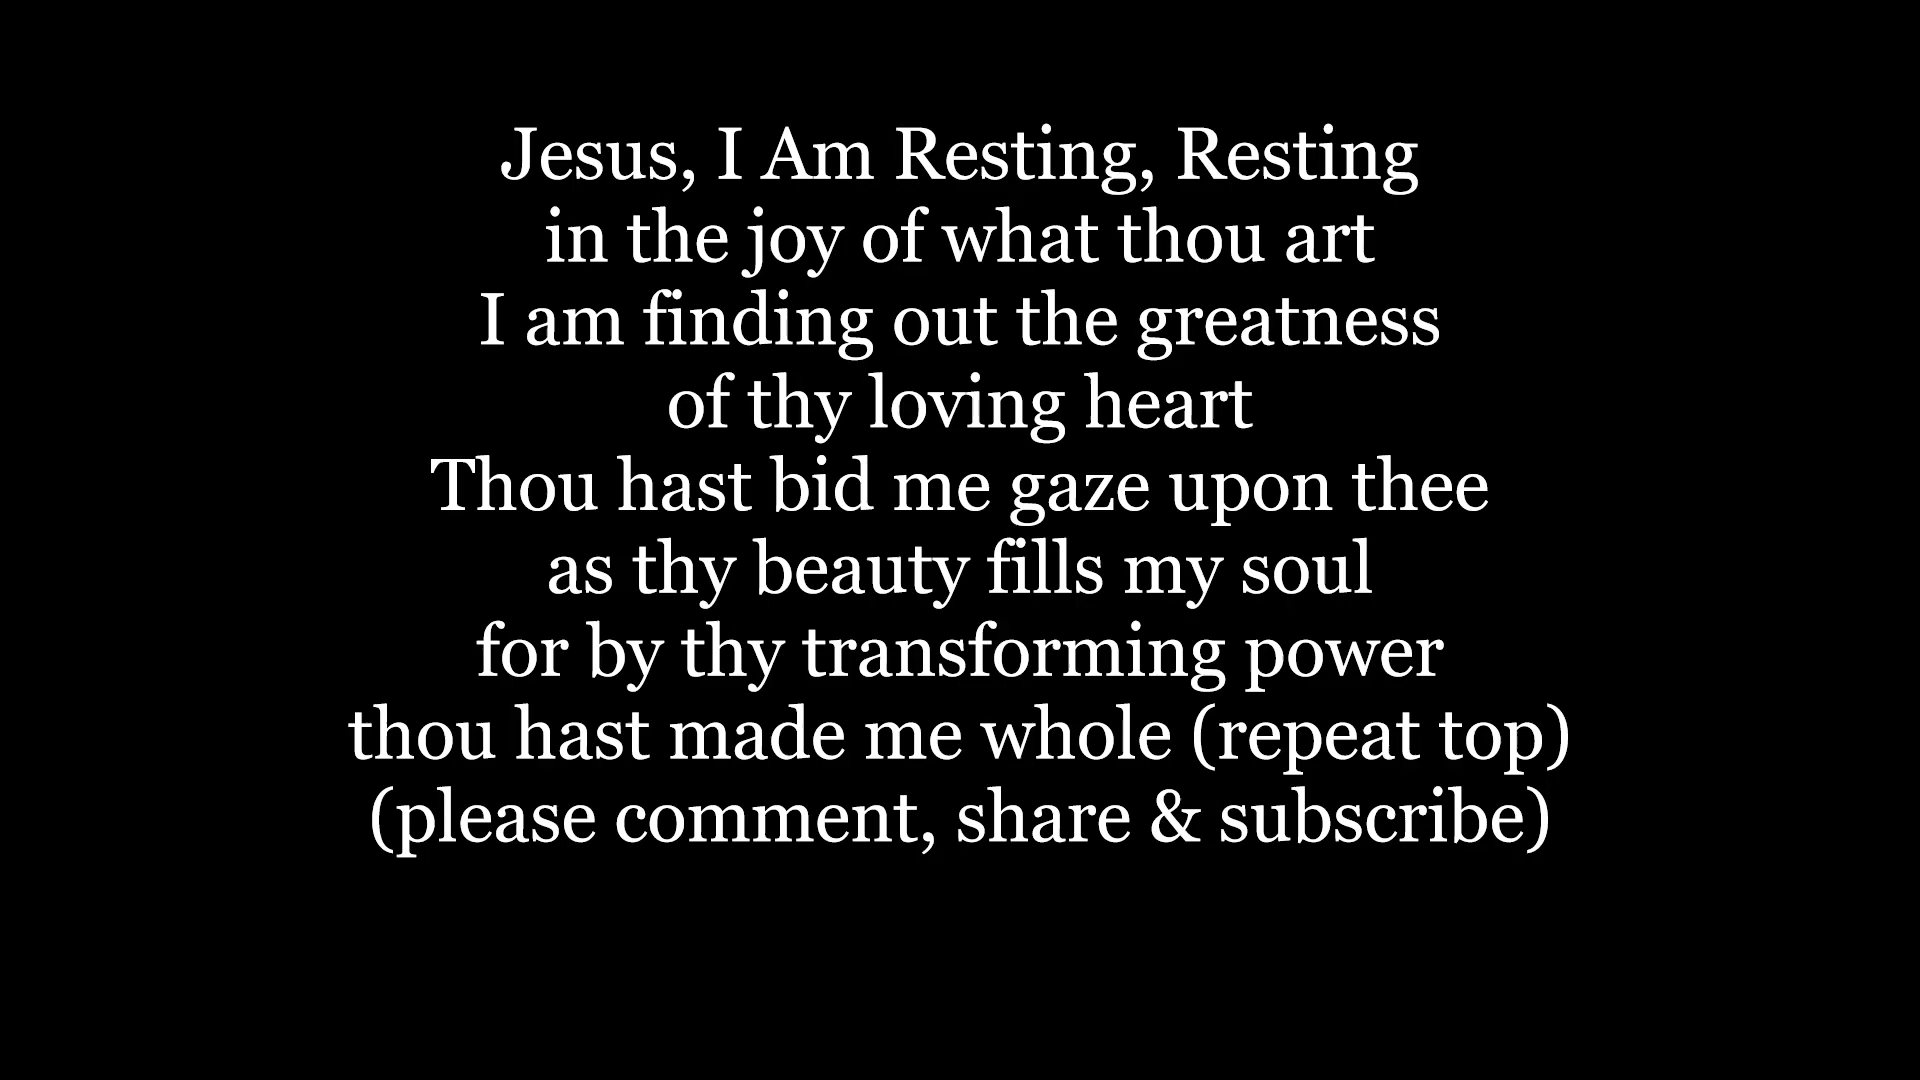 Jesus, I Am Resting, Resting
in the joy of what thou art
I am finding out the greatness
of thy loving heart
Thou hast bid me gaze upon thee
as thy beauty fills my soul
for by thy transforming power
thou hast made me whole (repeat top)
(please comment, share & subscribe)